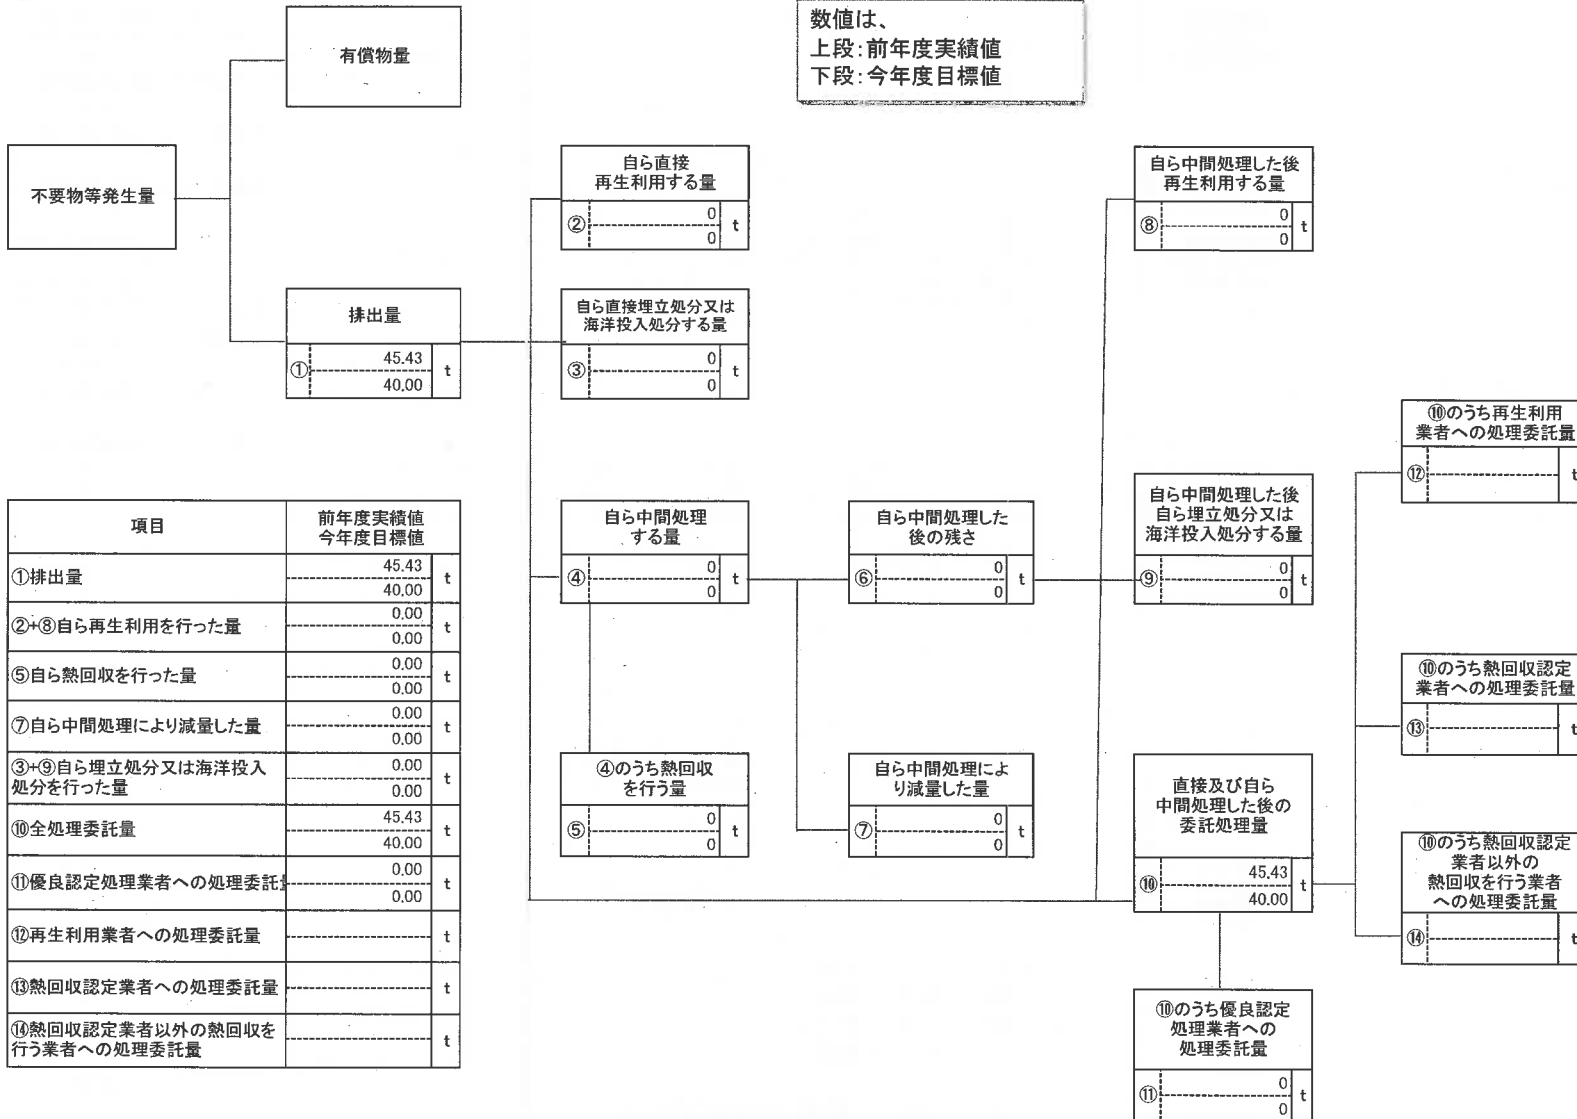 有償物量
数値は、
上段:前年度実績値
下段:今年度目標値
不要物等発生量
自ら直接
再生利用する量
② 0 t
0
自ら中間処理した後
再生利用する量
⑧ 0 t
0
排出量
① 45.43 t
40.00
自ら直接埋立処分又は
海洋投入処分する量
③ 0 t
0
⑩のうち再生利用
業者への処理委託量
⑫ t
自ら中間処理
する量
④ 0 t
0
自ら中間処理した
後の残さ
⑥ 0 t
0
自ら中間処理した後
自ら埋立処分又は
海洋投入処分する量
⑨ 0 t
0
⑩のうち熱回収認定
業者への処理委託量
⑬ t
④のうち熱回収
を行う量
⑤ 0 t
0
自ら中間処理によ
り減量した量
⑦ 0 t
0
直接及び自ら
中間処理した後の
委託処理量
⑩ 45.43 t
40.00
⑩のうち熱回収認定
業者以外の
熱回収を行う業者
への処理委託量
⑭ t
⑩のうち優良認定
処理業者への
処理委託量
⑪ 0 t
0
項目 前年度実績値
今年度目標値
①排出量 45.43 t
40.00
②+⑧自ら再生利用を行った量 0.00 t
0.00
⑤自ら熱回収を行った量 0.00 t
0.00
⑦自ら中間処理により減量した量 0.00 t
0.00
③+⑨自ら埋立処分又は海洋投入
処分を行った量 0.00 t
0.00
⑩全処理委託量 45.43 t
40.00
⑪優良認定処理業者への処理委託 0.00 t
0.00
⑫再生利用業者への処理委託量 t
⑬熱回収認定業者への処理委託量 t
⑭熱回収認定業者以外の熱回収を
行う業者への処理委託量 t